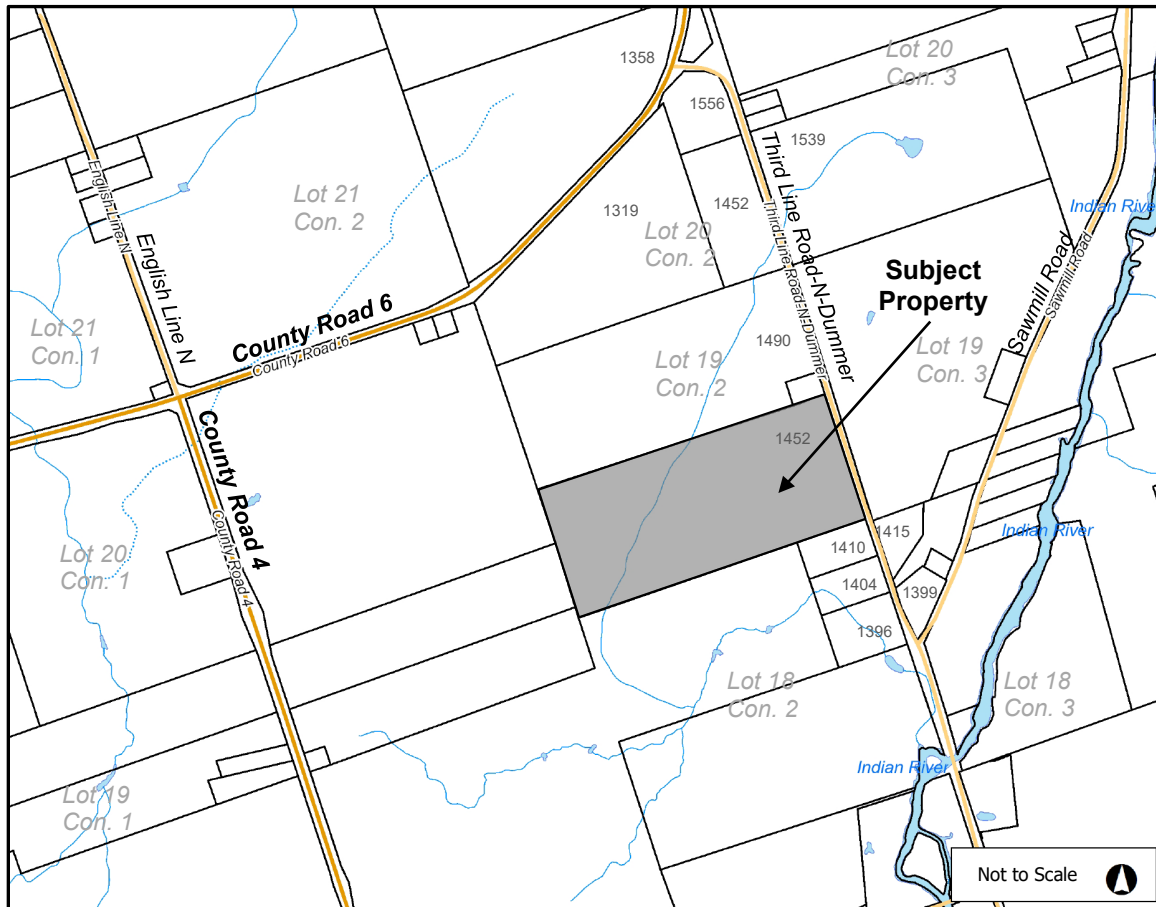 1358
Lot 20
Con. 3
1556
1539
English Line N
English Line N
Lot 21
Con. 2
1319
1452
Lot 20
Con. 2
Third Line Road-N-Dummer
Third Line Road-N-Dummer
Indian River
Sawmill Road
Sawmill Road
Subject
Property
Lot 21
Con. 1
County Road 6
County Road 6
1490
Lot 19
Con. 2
Lot 19
Con. 3
County Road 4
County Road 4
1452
Lot 20
Con. 1
1415
1410
1404
1399
1396
Indian River
Lot 18
Con. 2
Lot 18
Con. 3
Indian River
Lot 19
Con. 1
Not to Scale